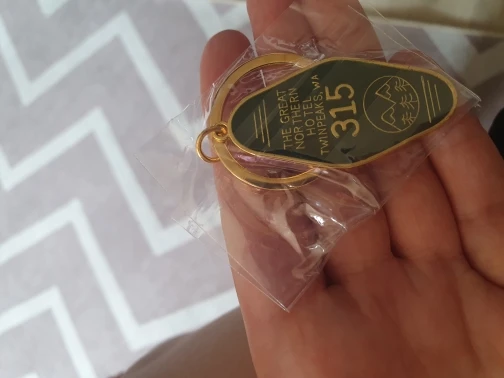 THE GREAT
NORTHERN
HOTEL
TWIN PEAKS, WA
315